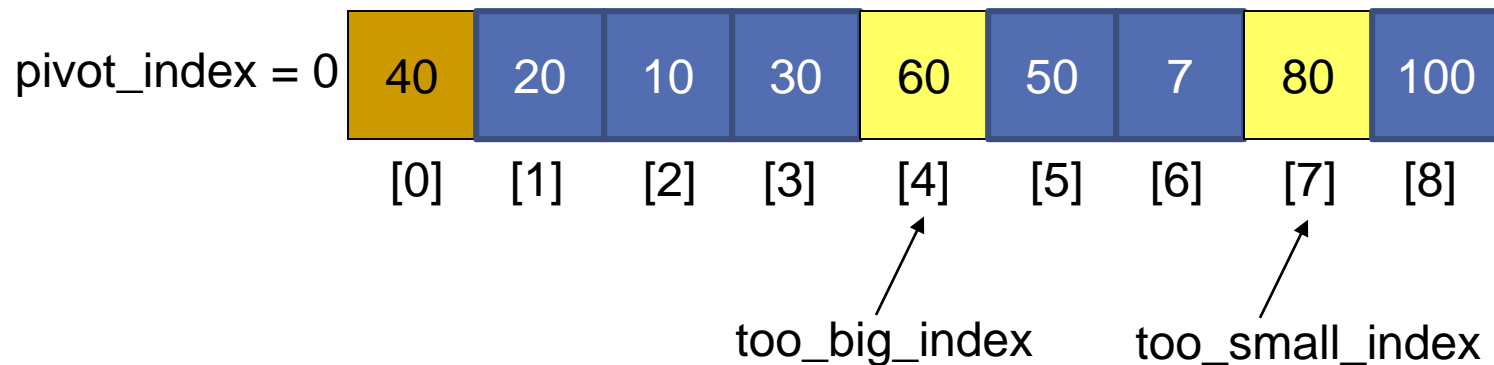 pivot_index = 0 40 20 10 30 60 50 7 80 100
[0] [1] [2] [3] [4] [5] [6] [7] [8]
too_big_index too_small_index